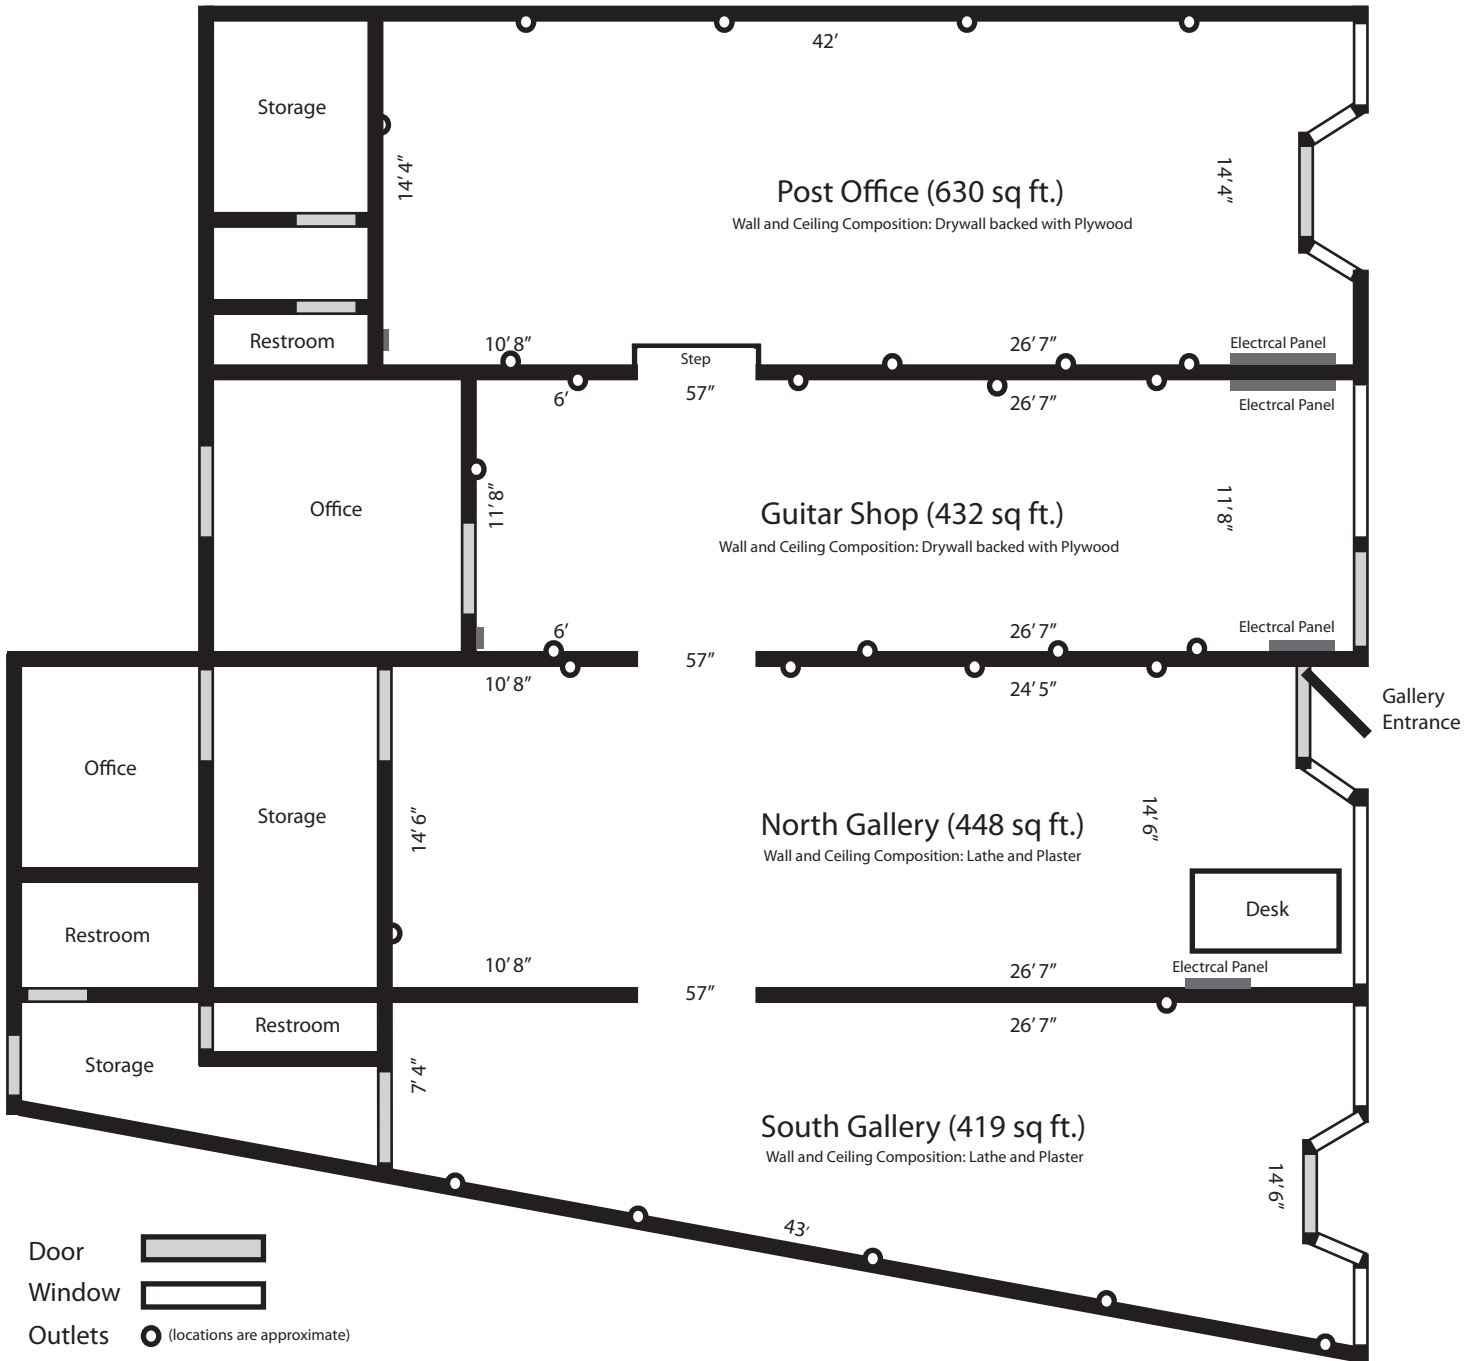 42'
Storage
14' 4"
14' 4"
Post Office (630 sq ft.)
Wall and Ceiling Composition: Drywall backed with Plywood
Restroom
10' 8"
Step
26' 7"
Electrcal Panel
6'
57"
26' 7"
Electrcal Panel
Office
11' 8"
11' 8"
Guitar Shop (432 sq ft.)
Wall and Ceiling Composition: Drywall backed with Plywood
6'
26' 7"
Electrcal Panel
57"
10' 8"
24' 5"
Gallery
Entrance
Office
Storage
14' 6"
14' 6"
North Gallery (448 sq ft.)
Wall and Ceiling Composition: Lathe and Plaster
Desk
Restroom
10' 8"
26' 7"
Electrcal Panel
57"
Restroom
26' 7"
Storage
7' 4"
South Gallery (419 sq ft.)
Wall and Ceiling Composition: Lathe and Plaster
14' 6"
43'
Door
Window
Outlets (locations are approximate)